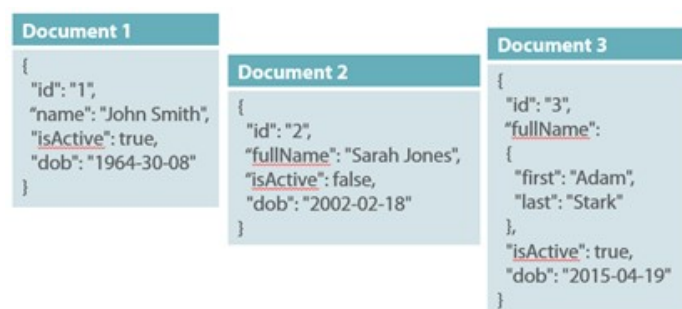 Document 1
{
"id": "1",
“name": "John Smith",
"isActive": true,
"dob": "1964-30-08"
}
Document 2
{
"id": "2",
“fullName": "Sarah Jones",
“isActive": false,
"dob": "2002-02-18"
}
Document 3
{
"id": "3",
“fullName":
{
"first": "Adam",
"last": "Stark"
},
"isActive": true,
"dob": "2015-04-19"
}